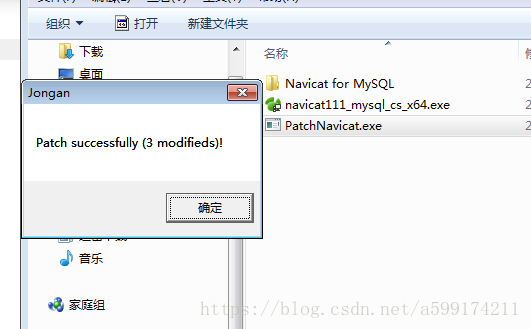 组织 打开 新建文件夹
下载
桌面
名称
Jongan
Patch successfully (3 modifieds)!
确定
Navicat for MySQL
navicat111_mysql_cs_x64.exe
PatchNavicat.exe
音乐
家庭组
https://blog.csdn.net/a599174211